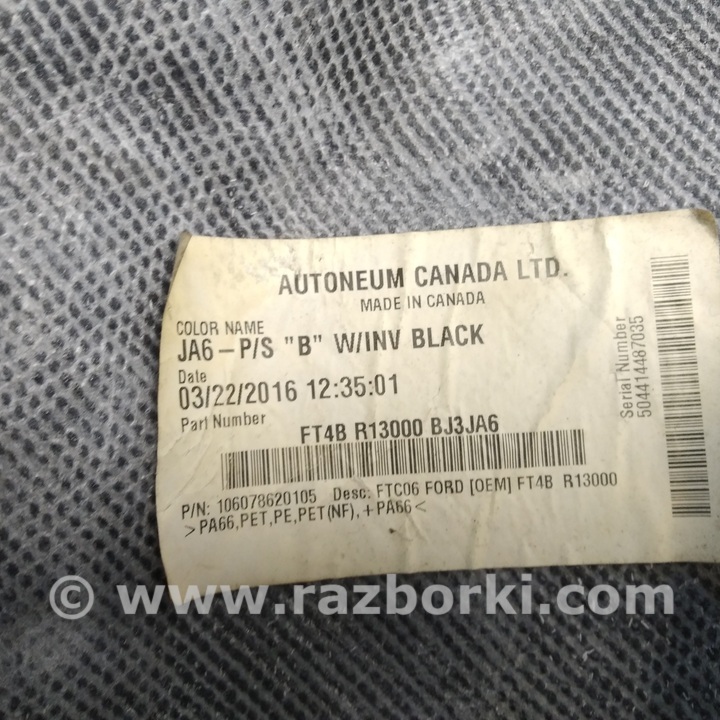 AUTONEUM CANADA LTD.
MADE IN CANADA
COLOR NAME
JA6-P/S "B" W/INV BLACK
Date
03/22/2016 12:35:01
Part Number
FT4B R13000 BJ3JA6
P/N: 106078620105 Desc: FTC06 FORD [OEM] FT4B R13000
>PA66,PET,PE,PET(NF),+PA66<
Serial Number
504414487035
© www.razborki.com